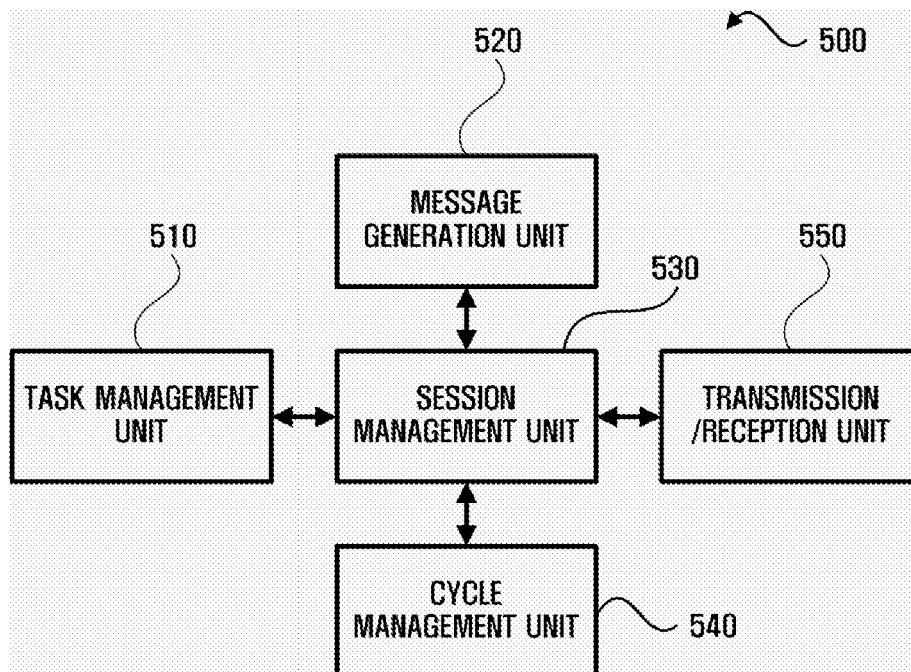 500
520
MESSAGE
GENERATION UNIT
510
530
550
TASK MANAGEMENT
UNIT
SESSION
MANAGEMENT UNIT
TRANSMISSION
/RECEPTION UNIT
CYCLE
MANAGEMENT UNIT
540